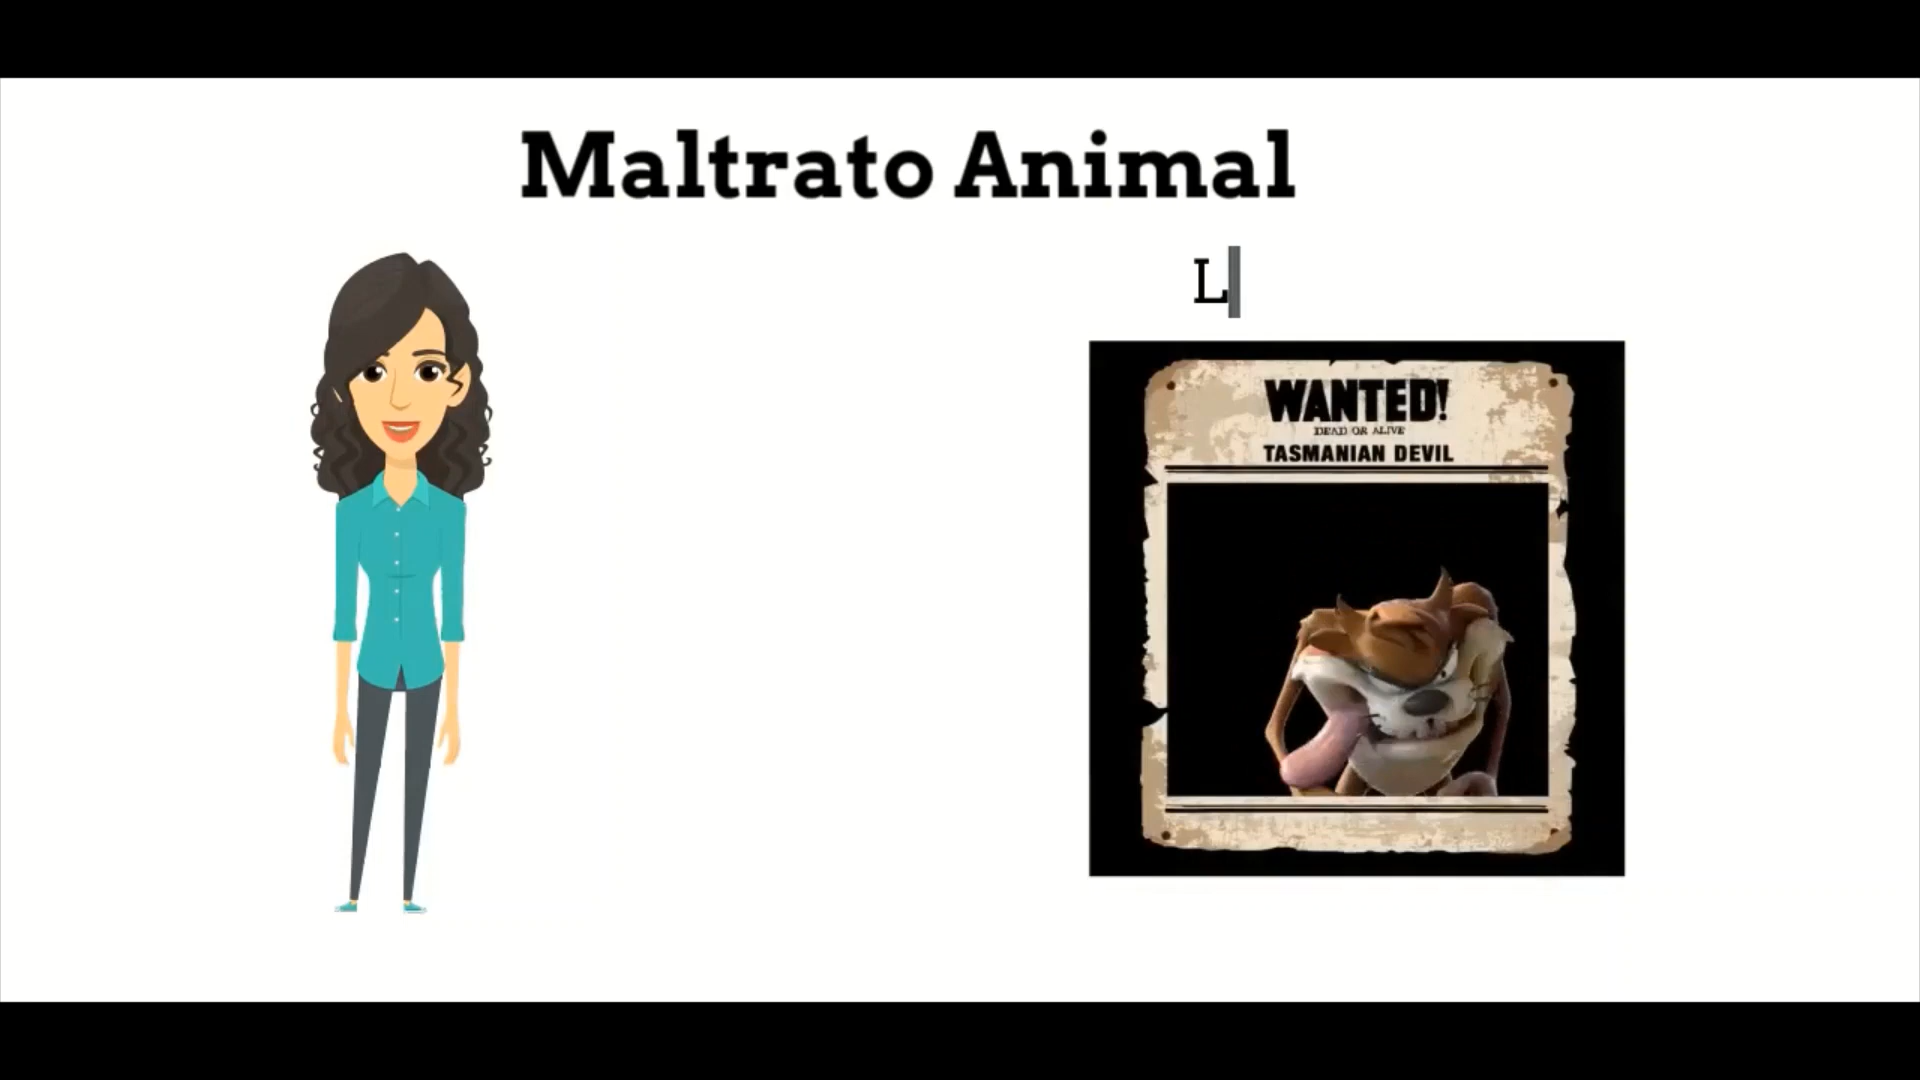 Maltrato Animal
L
WANTED!
DEAD OR ALIVE
TASMANIAN DEVIL